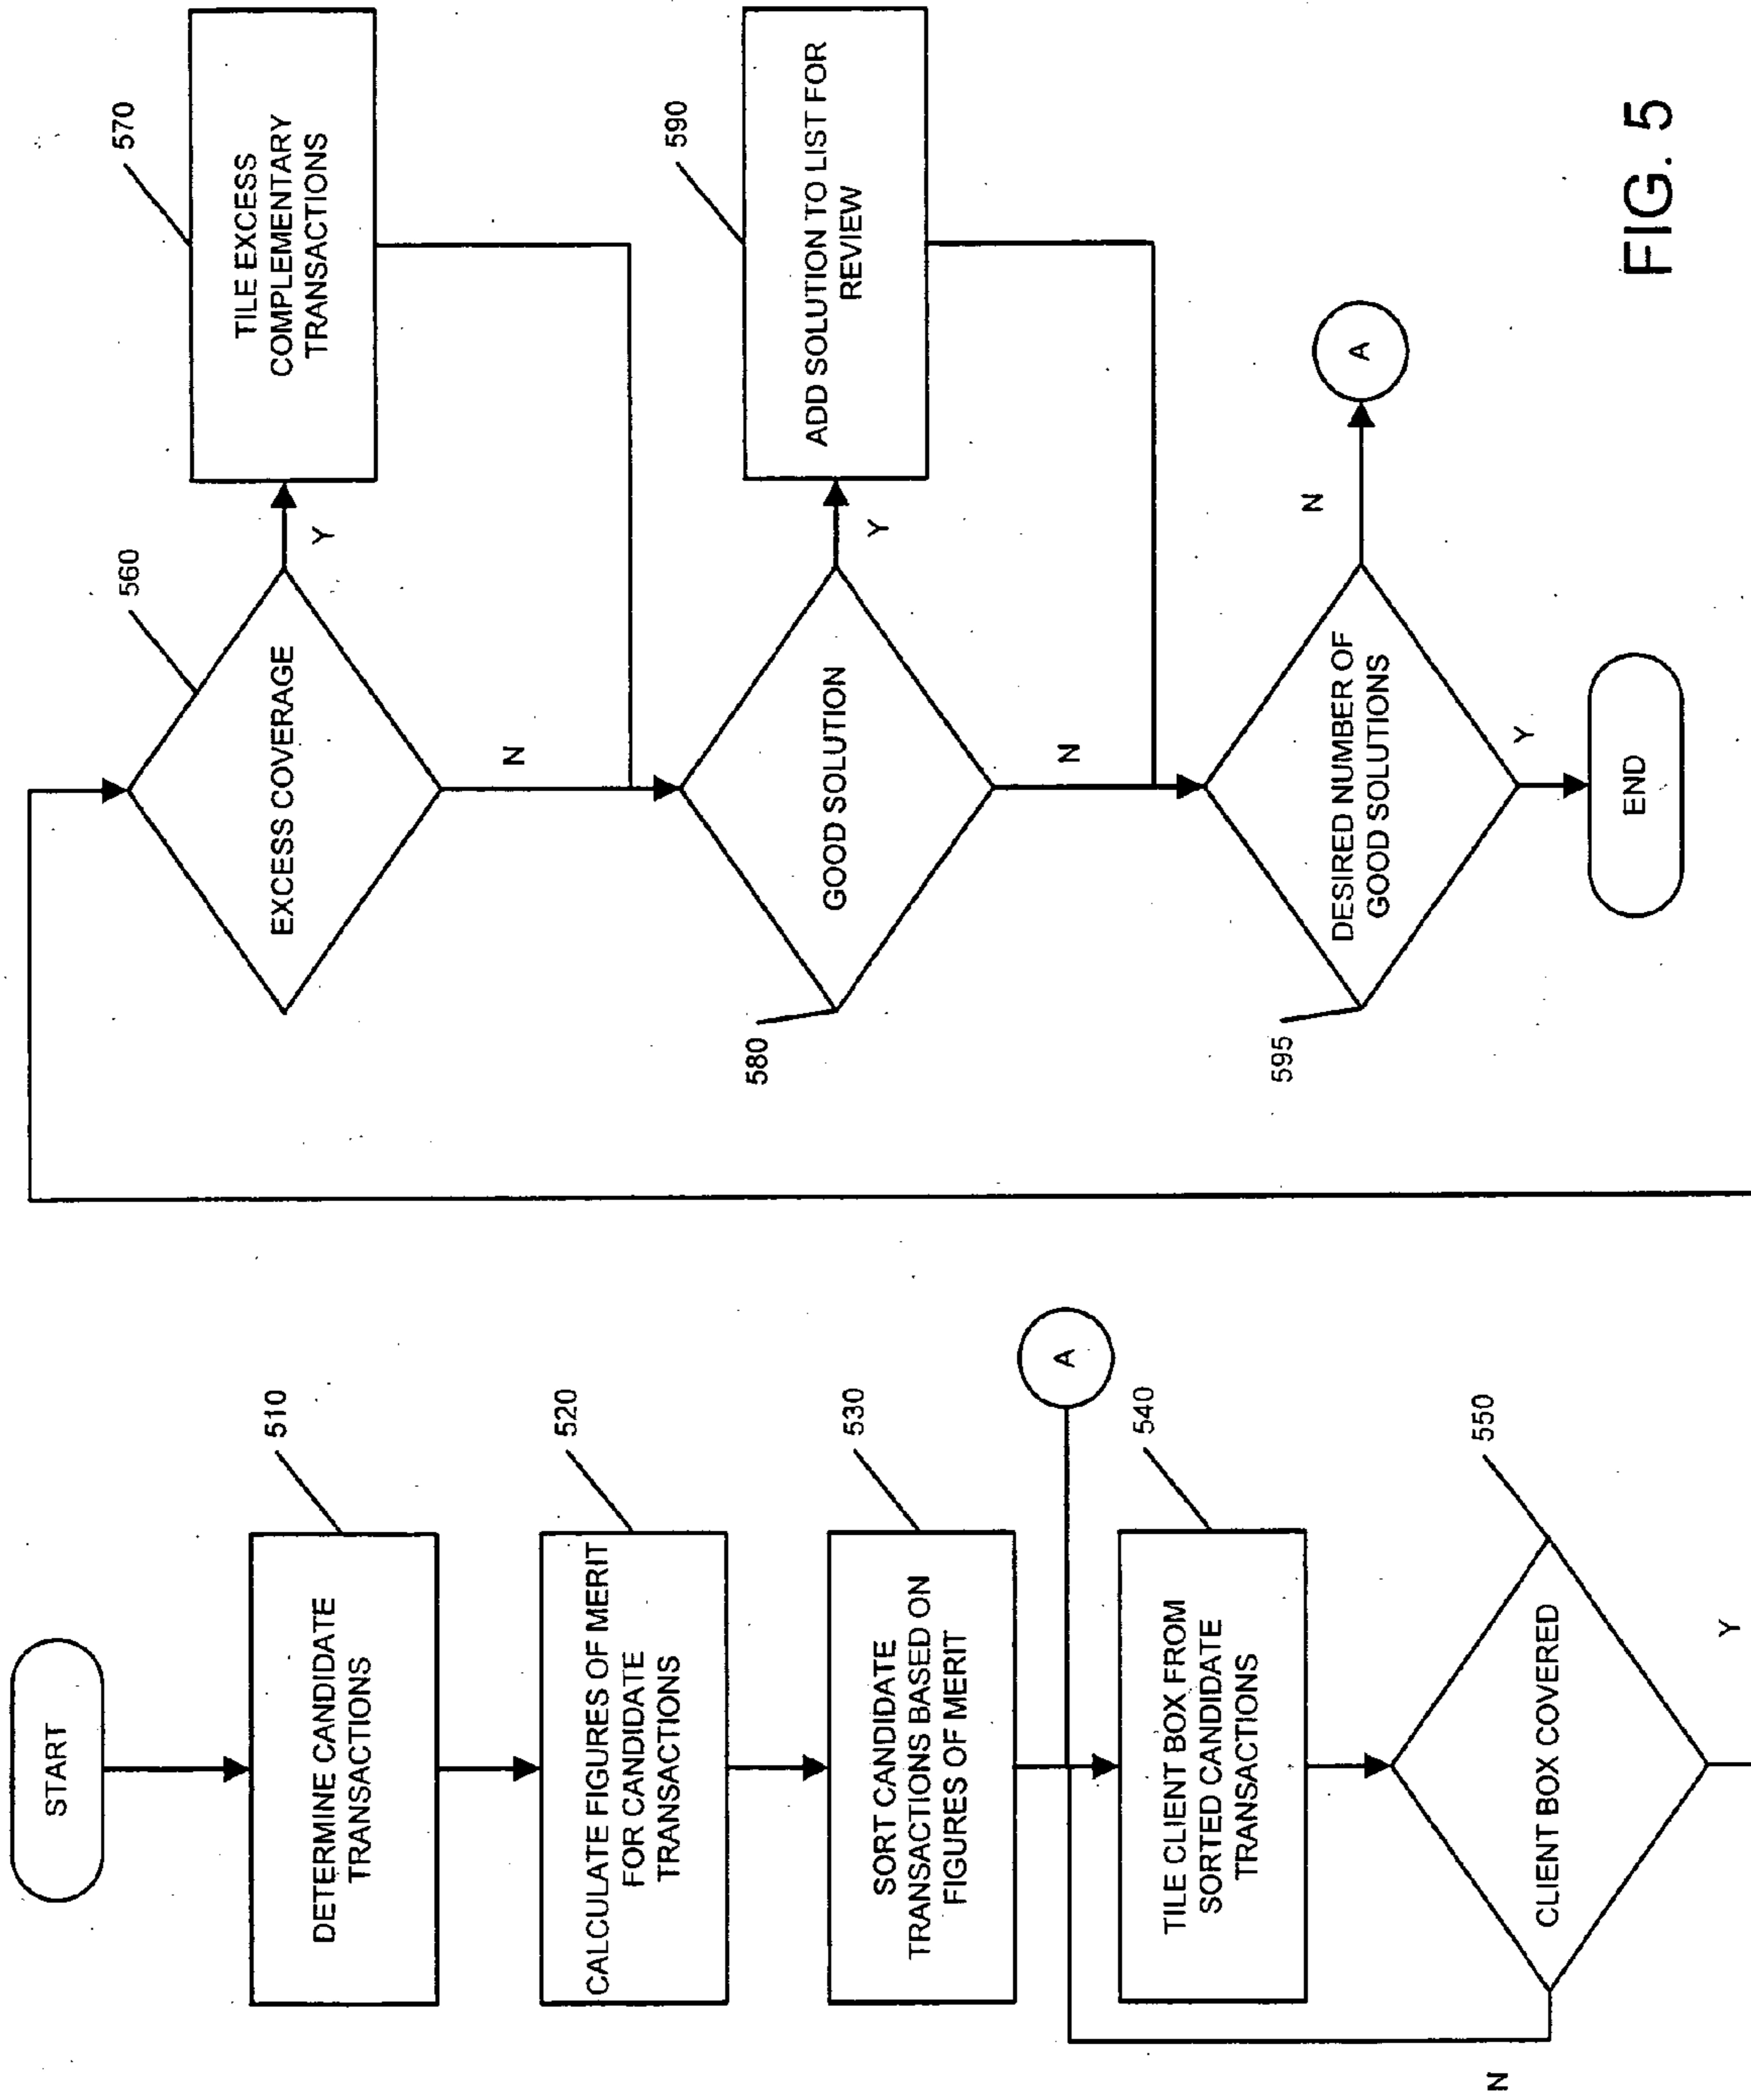 START
510
DETERMINE CANDIDATE
TRANSACTIONS
520
CALCULATE FIGURES OF MERIT
FOR CANDIDATE
TRANSACTIONS
530
SORT CANDIDATE
TRANSACTIONS BASED ON
FIGURES OF MERIT
A
540
TILE CLIENT BOX FROM
SORTED CANDIDATE
TRANSACTIONS
550
CLIENT BOX COVERED
N
Y
560
EXCESS COVERAGE
Y
N
570
TILE EXCESS
COMPLEMENTARY
TRANSACTIONS
580
GOOD SOLUTION
Y
N
590
ADD SOLUTION TO LIST FOR
REVIEW
595
DESIRED NUMBER OF
GOOD SOLUTIONS
N
A
Y
END
FIG. 5